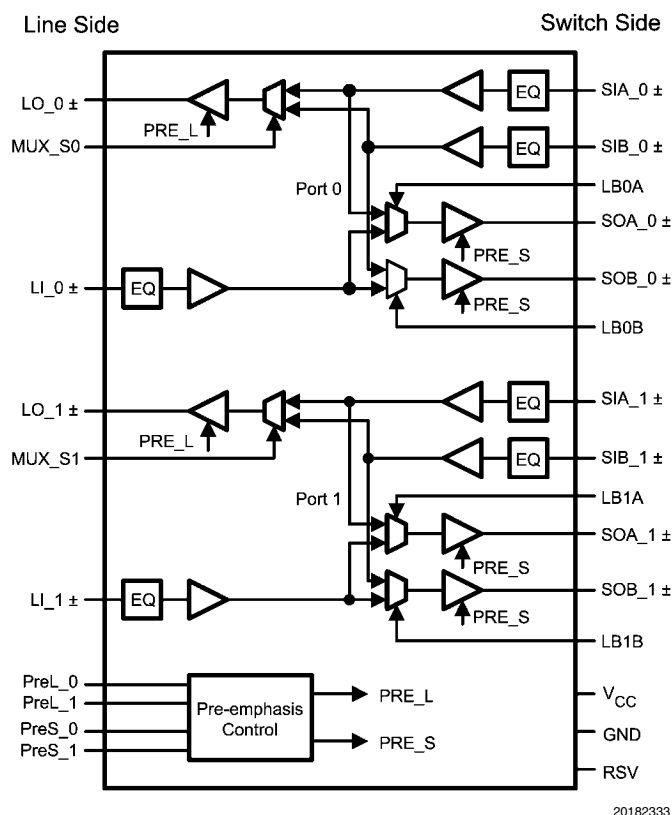 Line Side
Switch Side
LO_0 ±
EQ
SIA_0 ±
PRE_L
MUX_S0
EQ
SIB_0 ±
Port 0
LB0A
SOA_0 ±
PRE_S
LI_0 ±
EQ
SOB_0 ±
PRE_S
LB0B
LO_1 ±
EQ
SIA_1 ±
PRE_L
MUX_S1
EQ
SIB_1 ±
Port 1
LB1A
SOA_1 ±
PRE_S
LI_1 ±
EQ
SOB_1 ±
PRE_S
LB1B
PreL_0
PreL_1
PreS_0
PreS_1
Pre-emphasis
Control
PRE_L
PRE_S
VCC
GND
RSV
20182333